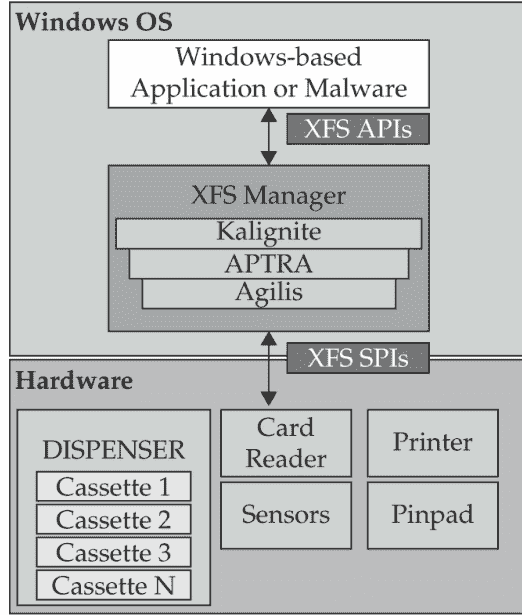 Windows OS
Windows-based
Application or Malware
XFS APIs
XFS Manager
Kalignite
APTRA
Agilis
XFS SPIs
Hardware
DISPENSER
Cassette 1
Cassette 2
Cassette 3
Cassette N
Card
Reader
Printer
Sensors
Pinpad